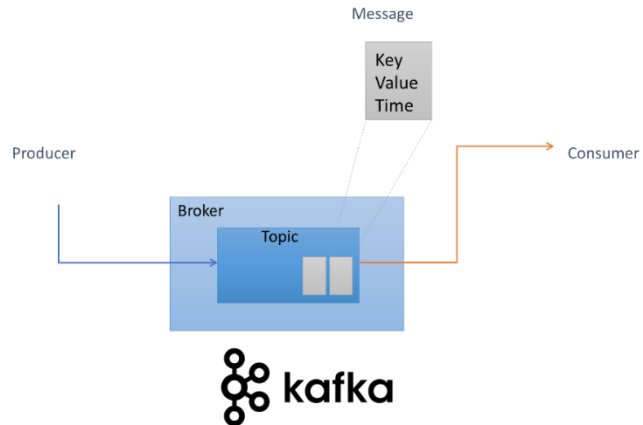 Message
Key
Value
Time
Producer
Consumer
Broker
Topic
kafka